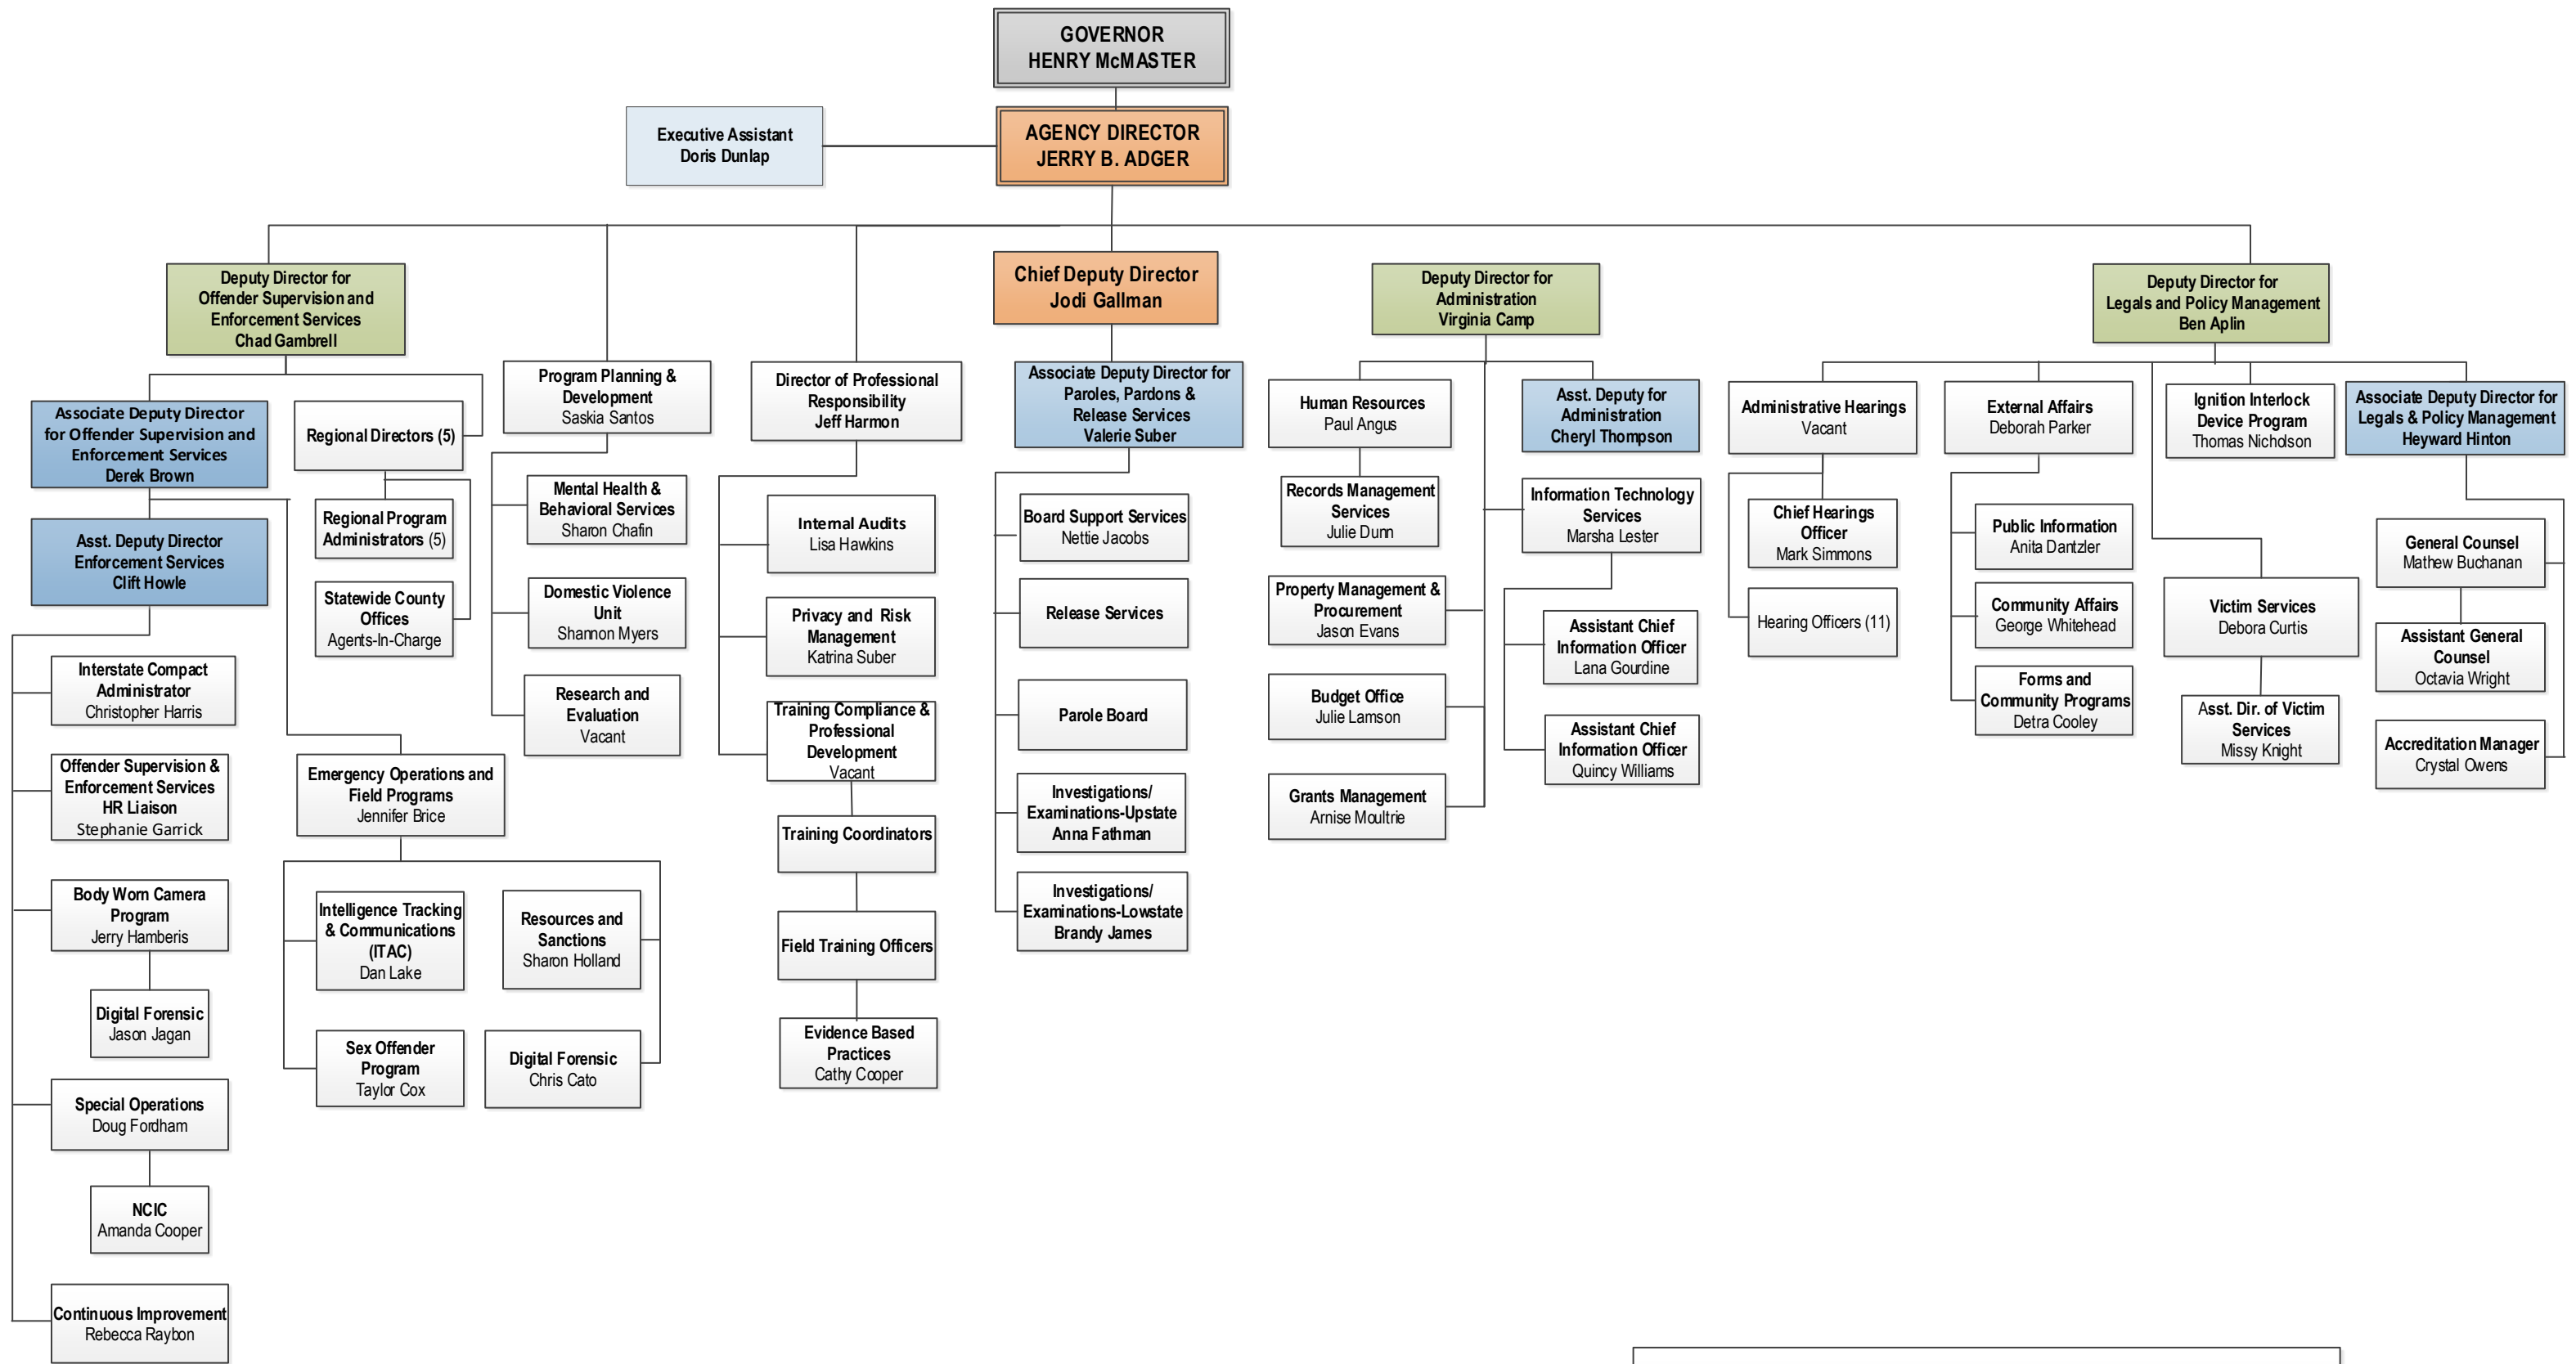 GOVERNOR
HENRY McMASTER
Executive Assistant
Doris Dunlap
AGENCY DIRECTOR
JERRY B. ADGER
Deputy Director for
Offender Supervision and
Enforcement Services
Chad Gambrell
Chief Deputy Director
Jodi Gallman
Deputy Director for
Administration
Virginia Camp
Deputy Director for
Legals and Policy Management
Ben Aplin
Associate Deputy Director
for Offender Supervision and
Enforcement Services
Derek Brown
Regional Directors (5)
Program Planning &
Development
Saskia Santos
Director of Professional
Responsibility
Jeff Harmon
Associate Deputy Director for
Paroles, Pardons &
Release Services
Valerie Suber
Human Resources
Paul Angus
Asst. Deputy for
Administration
Cheryl Thompson
Administrative Hearings
Vacant
External Affairs
Deborah Parker
Ignition Interlock
Device Program
Thomas Nicholson
Associate Deputy Director for
Legals & Policy Management
Heyward Hinton
Asst. Deputy Director
Enforcement Services
Clift Howle
Regional Program
Administrators (5)
Statewide County
Offices
Agents-In-Charge
Mental Health &
Behavioral Services
Sharon Chafin
Domestic Violence
Unit
Shannon Myers
Research and
Evaluation
Vacant
Internal Audits
Lisa Hawkins
Privacy and Risk
Management
Katrina Suber
Training Compliance &
Professional
Development
Vacant
Training Coordinators
Field Training Officers
Evidence Based
Practices
Cathy Cooper
Board Support Services
Nettie Jacobs
Release Services
Parole Board
Investigations/
Examinations-Upstate
Anna Fathman
Investigations/
Examinations-Lowstate
Brandy James
Records Management
Services
Julie Dunn
Property Management &
Procurement
Jason Evans
Budget Office
Julie Lamson
Grants Management
Arnise Moultrie
Information Technology
Services
Marsha Lester
Assistant Chief
Information Officer
Lana Gourdine
Assistant Chief
Information Officer
Quincy Williams
Chief Hearings
Officer
Mark Simmons
Hearing Officers (11)
Public Information
Anita Dantzler
Community Affairs
George Whitehead
Forms and
Community Programs
Detra Cooley
Victim Services
Debora Curtis
Asst. Dir. of Victim
Services
Missy Knight
General Counsel
Mathew Buchanan
Assistant General
Counsel
Octavia Wright
Accreditation Manager
Crystal Owens
Interstate Compact
Administrator
Christopher Harris
Offender Supervision &
Enforcement Services
HR Liaison
Stephanie Garrick
Body Worn Camera
Program
Jerry Hamberis
Digital Forensic
Jason Jagan
Special Operations
Doug Fordham
NCIC
Amanda Cooper
Continuous Improvement
Rebecca Raybon
Emergency Operations and
Field Programs
Jennifer Brice
Intelligence Tracking
& Communications
(ITAC)
Dan Lake
Resources and
Sanctions
Sharon Holland
Sex Offender
Program
Taylor Cox
Digital Forensic
Chris Cato